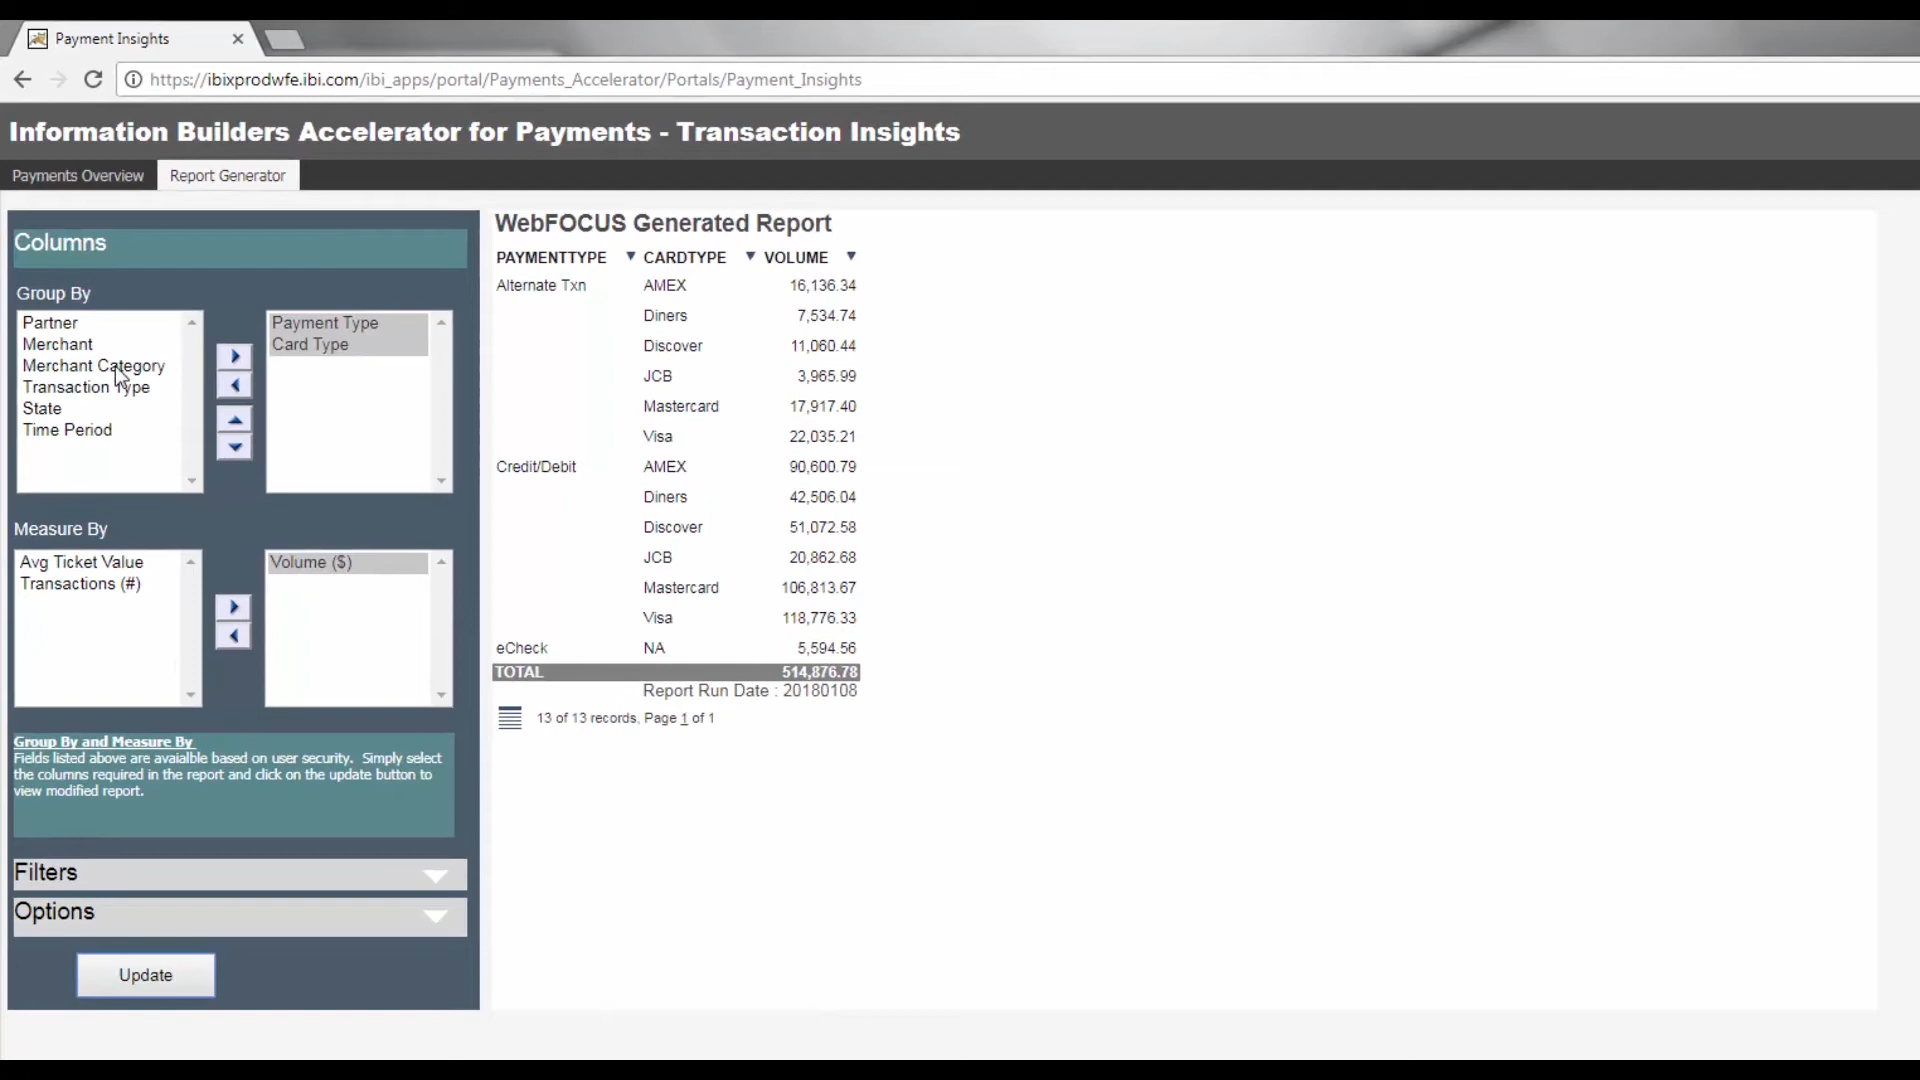 Payment Insights
https://ibixprodwfe.ibi.com/ibi_apps/portal/Payments_Accelerator/Portals/Payment_Insights
Information Builders Accelerator for Payments - Transaction Insights
Payments Overview
Report Generator
Columns
Group By
Partner
Merchant
Merchant Category
Transaction Type
State
Time Period
Payment Type
Card Type
Measure By
Avg Ticket Value
Transactions (#)
Volume ($)
Group By and Measure By
Fields listed above are avaialble based on user security. Simply select
the columns required in the report and click on the update button to
view modified report.
Filters
Options
Update
WebFOCUS Generated Report
PAYMENTTYPE CARDTYPE VOLUME
Alternate Txn AMEX 16,136.34
Diners 7,534.74
Discover 11,060.44
JCB 3,965.99
Mastercard 17,917.40
Visa 22,035.21
Credit/Debit AMEX 90,600.79
Diners 42,506.04
Discover 51,072.58
JCB 20,862.68
Mastercard 106,813.67
Visa 118,776.33
eCheck NA 5,594.56
TOTAL 514,876.78
Report Run Date : 20180108
13 of 13 records, Page 1 of 1